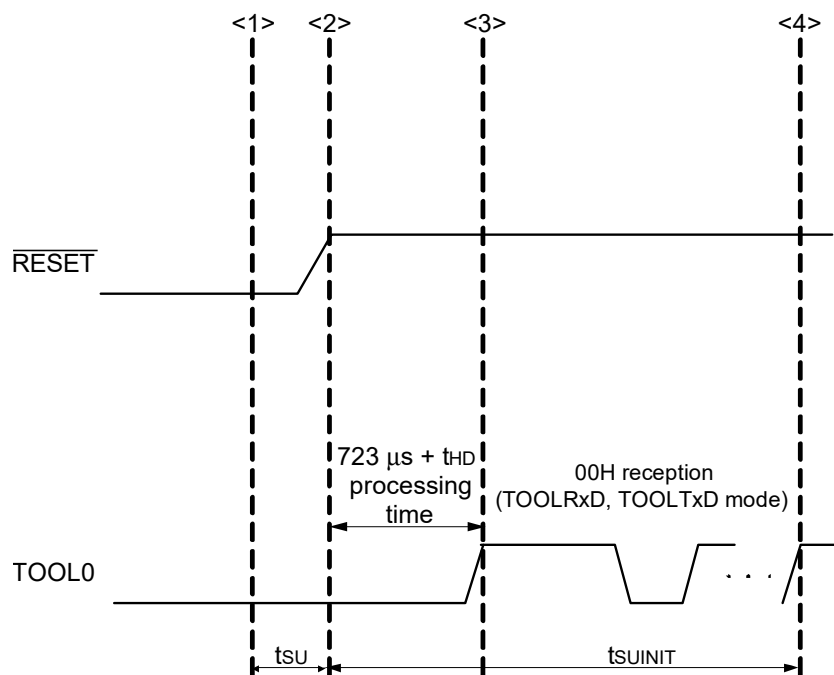 <1> <2> <3> <4>
RESET
723 μs + tHD
processing
time
00H reception
(TOOLRxD, TOOLTxD mode)
TOOL0
. . .
tSU
tSUINIT